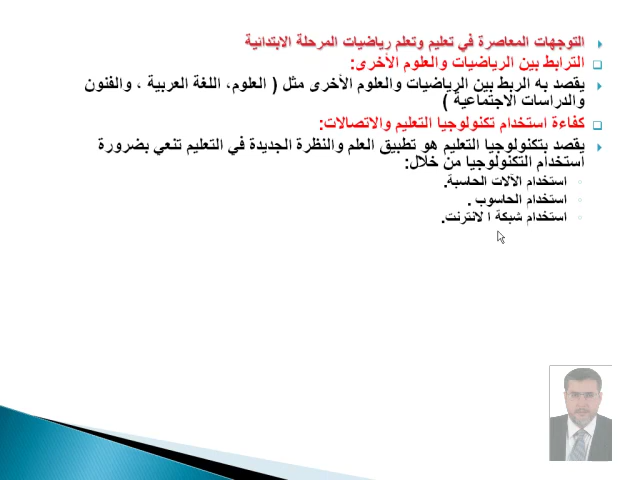 التوجهات المعاصرة في تعليم وتعلم رياضيات المرحلة الابتدائية
الترابط بين الرياضيات والعلوم الأخرى:
يقصد به الربط بين الرياضيات والعلوم الأخرى مثل ( العلوم، اللغة العربية ، والفنون
والدراسات الاجتماعية )
كفاءة استخدام تكنولوجيا التعليم والاتصالات:
يقصد بتكنولوجيا التعليم هو تطبيق العلم والنظرة الجديدة في التعليم تنعي بضرورة
استخدام التكنولوجيا من خلال:
استخدام الآلات الحاسبة.
استخدام الحاسوب .
استخدام شبكة ا لانترنت.